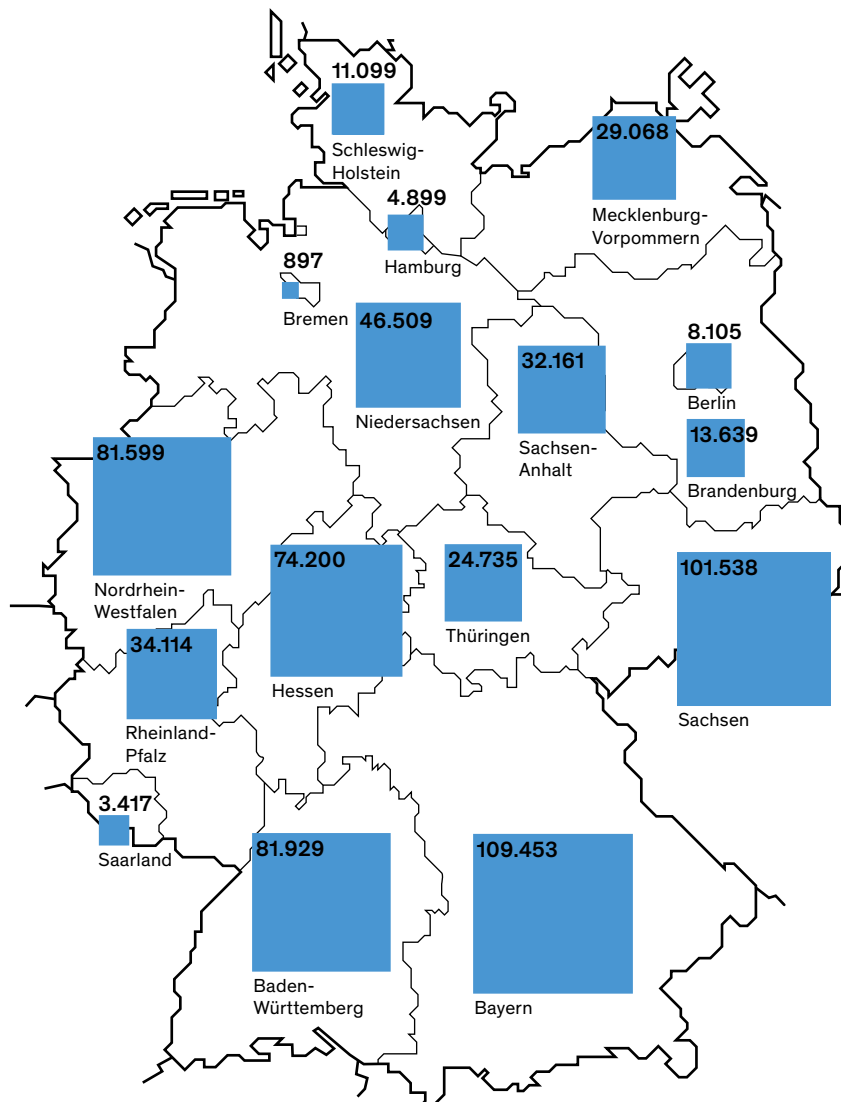 11.099
Schleswig-
Holstein
29.068
Mecklenburg-
Vorpommern
4.899
Hamburg
897
Bremen
46.509
Niedersachsen
32.161
Sachsen-
Anhalt
8.105
Berlin
13.639
Brandenburg
81.599
Nordrhein-
Westfalen
74.200
Hessen
24.735
Thüringen
101.538
Sachsen
34.114
Rheinland-
Pfalz
3.417
Saarland
81.929
Baden-
Württemberg
109.453
Bayern